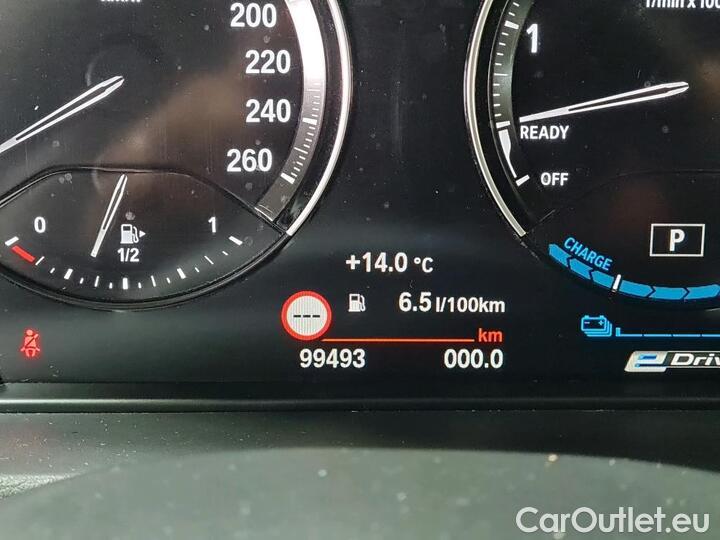 200
220
240
260
0
1/2
1
1
READY
OFF
P
CHARGE
+14.0 °C
6.5 l/100km
---
km
99493 000.0
CarOutlet.eu